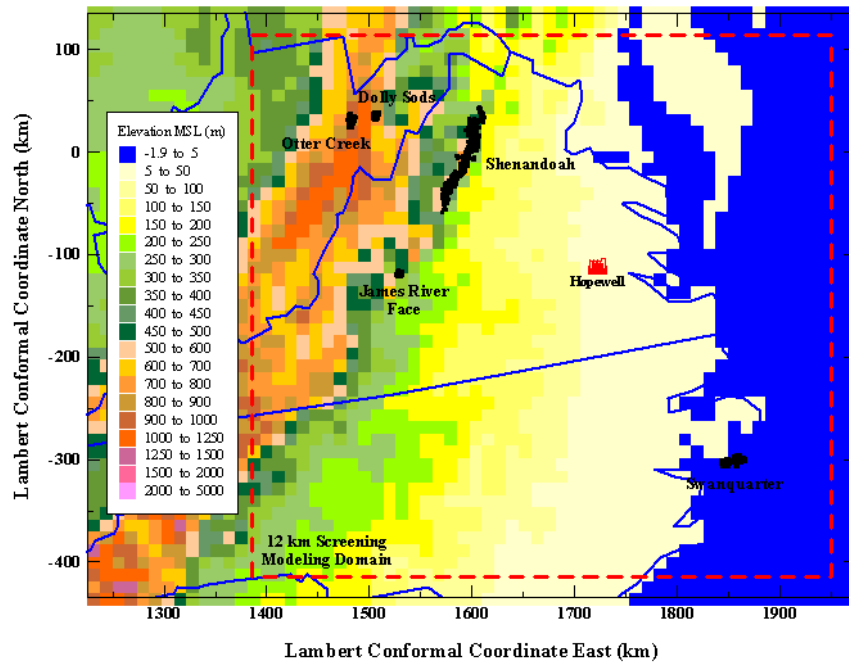 100
0
-100
-200
-300
-400
Lambert Conformal Coordinate North (km)
Dolly Sods
Otter Creek
Shenandoah
James River
Face
Hopewell
Swanquarter
12 km Screening
Modeling Domain
Elevation MSL (m)
-1.9 to 5
5 to 50
50 to 100
100 to 150
150 to 200
200 to 250
250 to 300
300 to 350
350 to 400
400 to 450
450 to 500
500 to 600
600 to 700
700 to 800
800 to 900
900 to 1000
1000 to 1250
1250 to 1500
1500 to 2000
2000 to 5000
1300
1400
1500
1600
1700
1800
1900
Lambert Conformal Coordinate East (km)